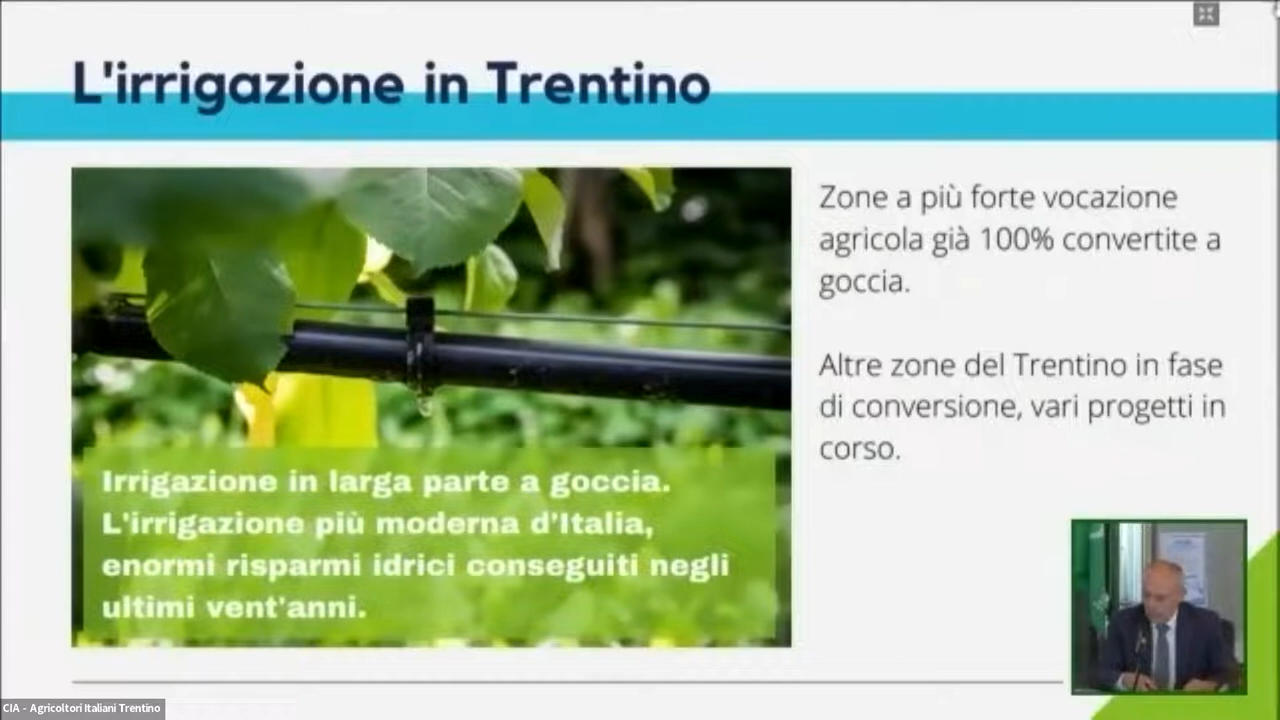 L'irrigazione in Trentino
Zone a più forte vocazione
agricola già 100% convertite a
goccia.
Altre zone del Trentino in fase
di conversione, vari progetti in
corso.
Irrigazione in larga parte a goccia.
L'irrigazione più moderna d'Italia,
enormi risparmi idrici conseguiti negli
ultimi vent'anni.
CIA - Agricoltori Italiani Trentino